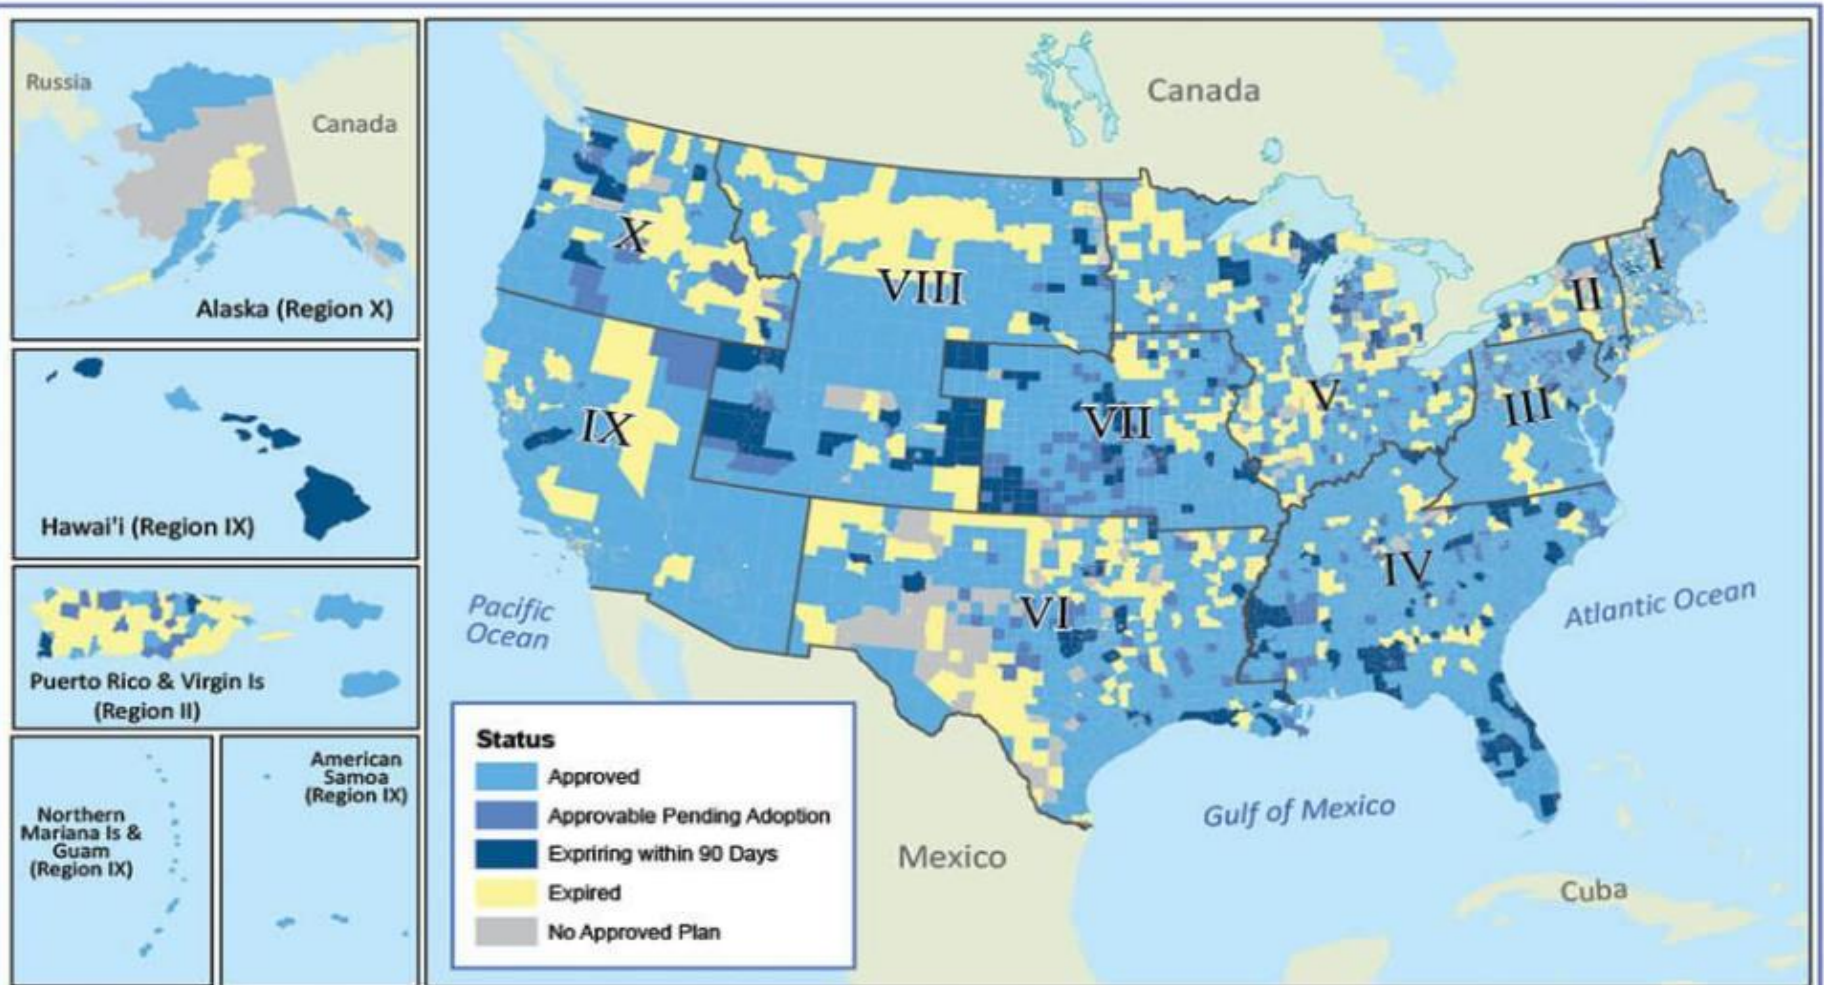 Russia
Canada
Alaska (Region X)
Hawai'i (Region IX)
Puerto Rico & Virgin Is
(Region II)
Northern
Mariana Is &
Guam
(Region IX)
American
Samoa
(Region IX)
Canada
X
VIII
I
II
IX
VII
V
III
VI
IV
Pacific
Ocean
Atlantic Ocean
Gulf of Mexico
Mexico
Cuba
Status
Approved
Approvable Pending Adoption
Expriring within 90 Days
Expired
No Approved Plan